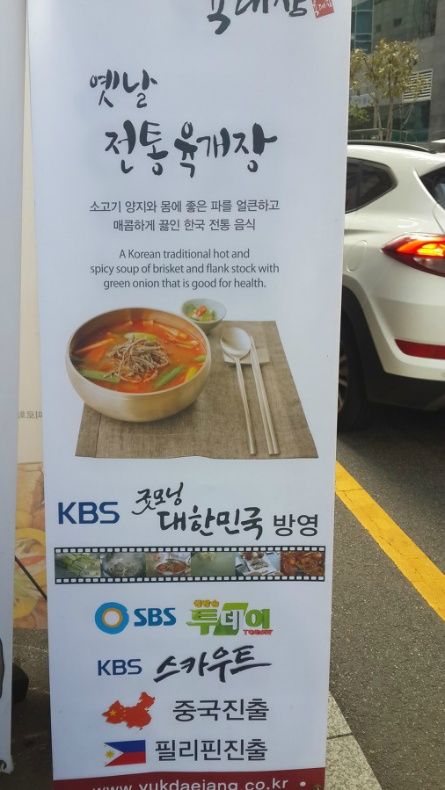 육대장
옛날
전통육개장
소고기 양지와 몸에 좋은 파를 얼큰하고
매콤하게 끓인 한국 전통 음식
A Korean traditional hot and
spicy soup of brisket and flank stock with
green onion that is good for health.
KBS 굿모닝 대한민국 방영
SBS 생방송 투데이
TODAY
KBS 스카우트
중국진출
필리핀진출
www.yukdaejang.co.kr